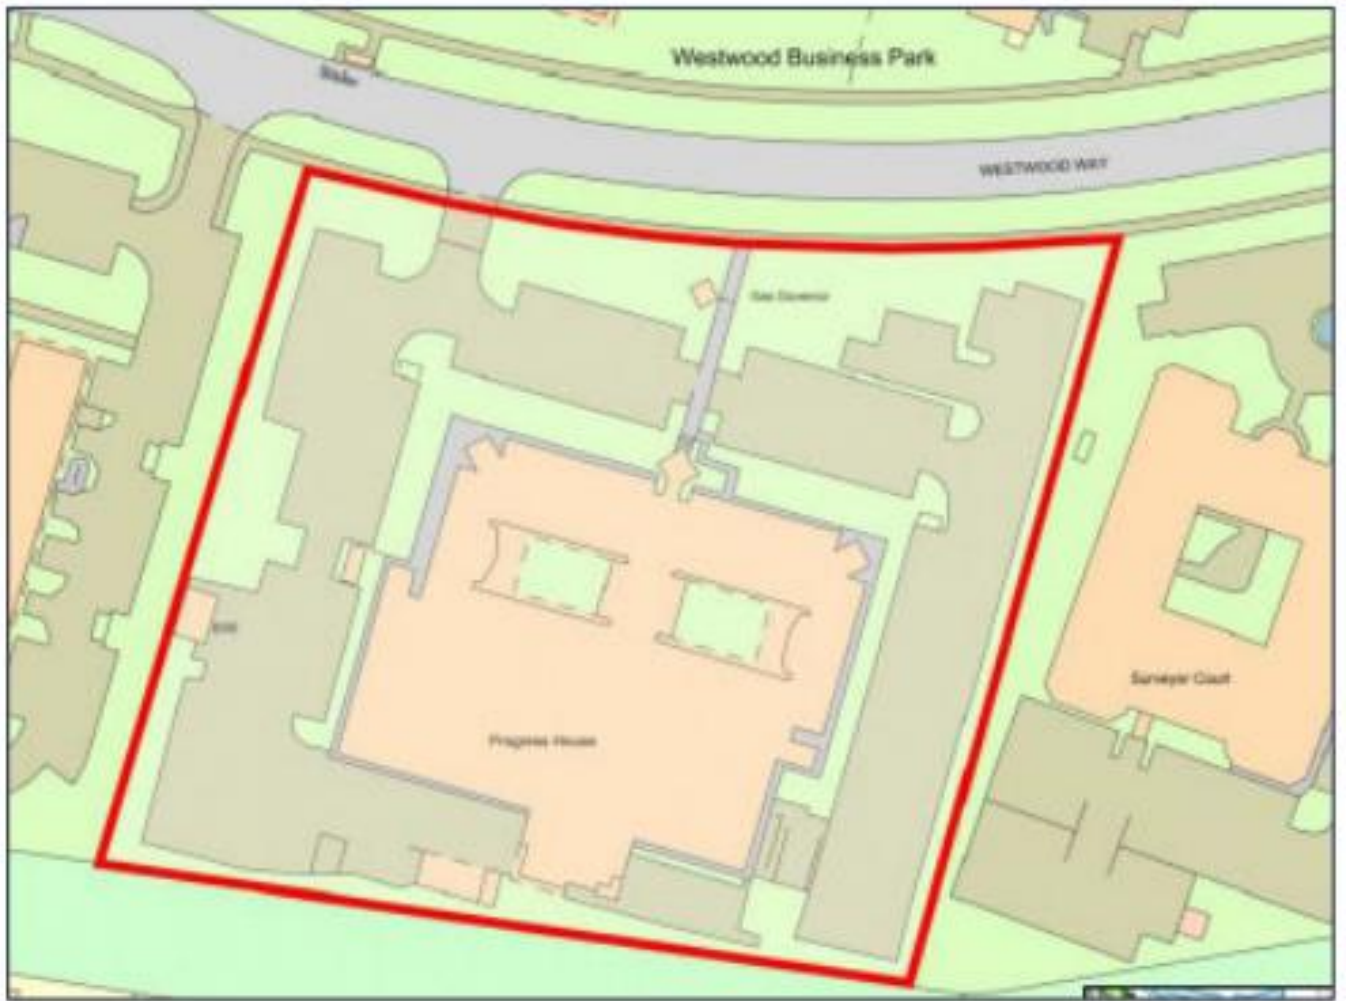 Westwood Business Park
WESTWOOD WAY
Gas Governor
Surveyor Court
Progress House